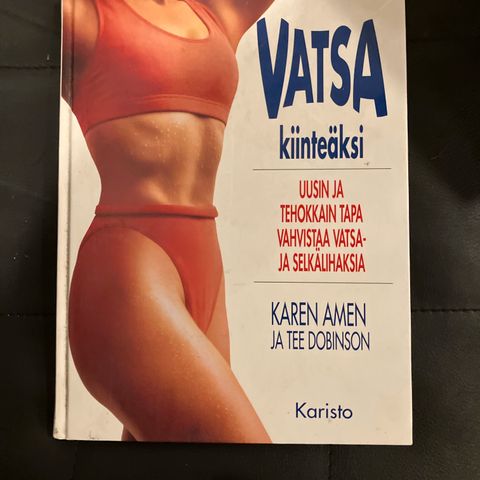 VATSA
kiinteäksi
UUSIN JA
TEHOKKAIN TAPA
VAHVISTAA VATSA-
JA SELKÄLIHAKSIA
KAREN AMEN
JA TEE DOBINSON
Karisto